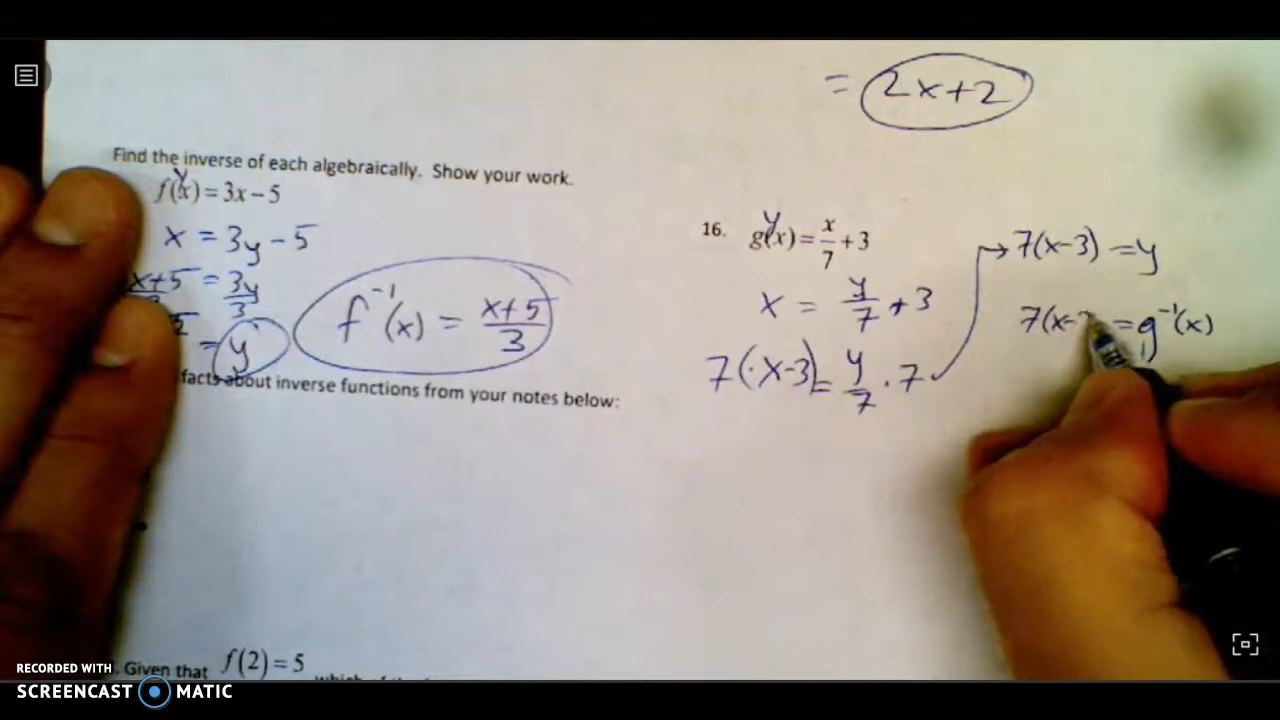 = 2x+2
Find the inverse of each algebraically. Show your work.
y
f(x) = 3x − 5
x = 3y − 5
x+5 = 3y
3
= y
f⁻¹(x) = x+5
3
16. g(x) = x/7 + 3
y
x = y/7 + 3
7(·x−3) = y/7 · 7
→ 7(x−3) = y
7(x− = g⁻¹(x)
facts about inverse functions from your notes below:
. Given that f(2) = 5
RECORDED WITH
SCREENCAST MATIC